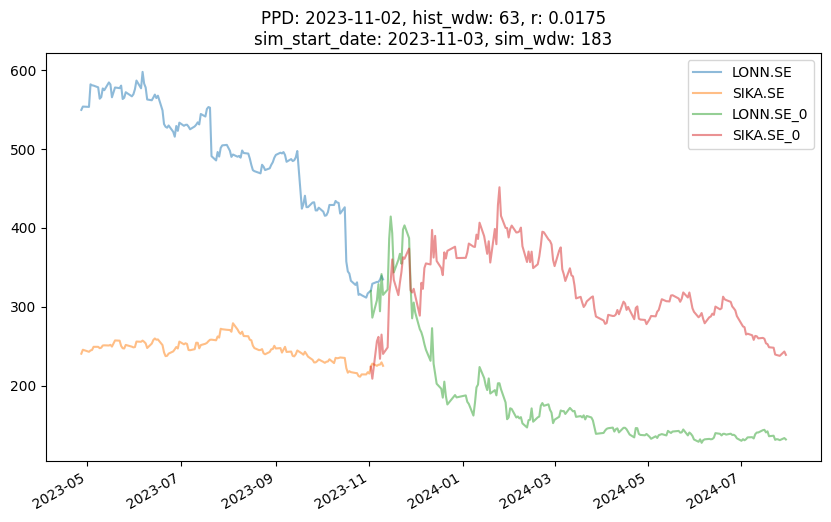 PPD: 2023-11-02, hist_wdw: 63, r: 0.0175
sim_start_date: 2023-11-03, sim_wdw: 183
LONN.SE
SIKA.SE
LONN.SE_0
SIKA.SE_0
600
500
400
300
200
2023-05
2023-07
2023-09
2023-11
2024-01
2024-03
2024-05
2024-07